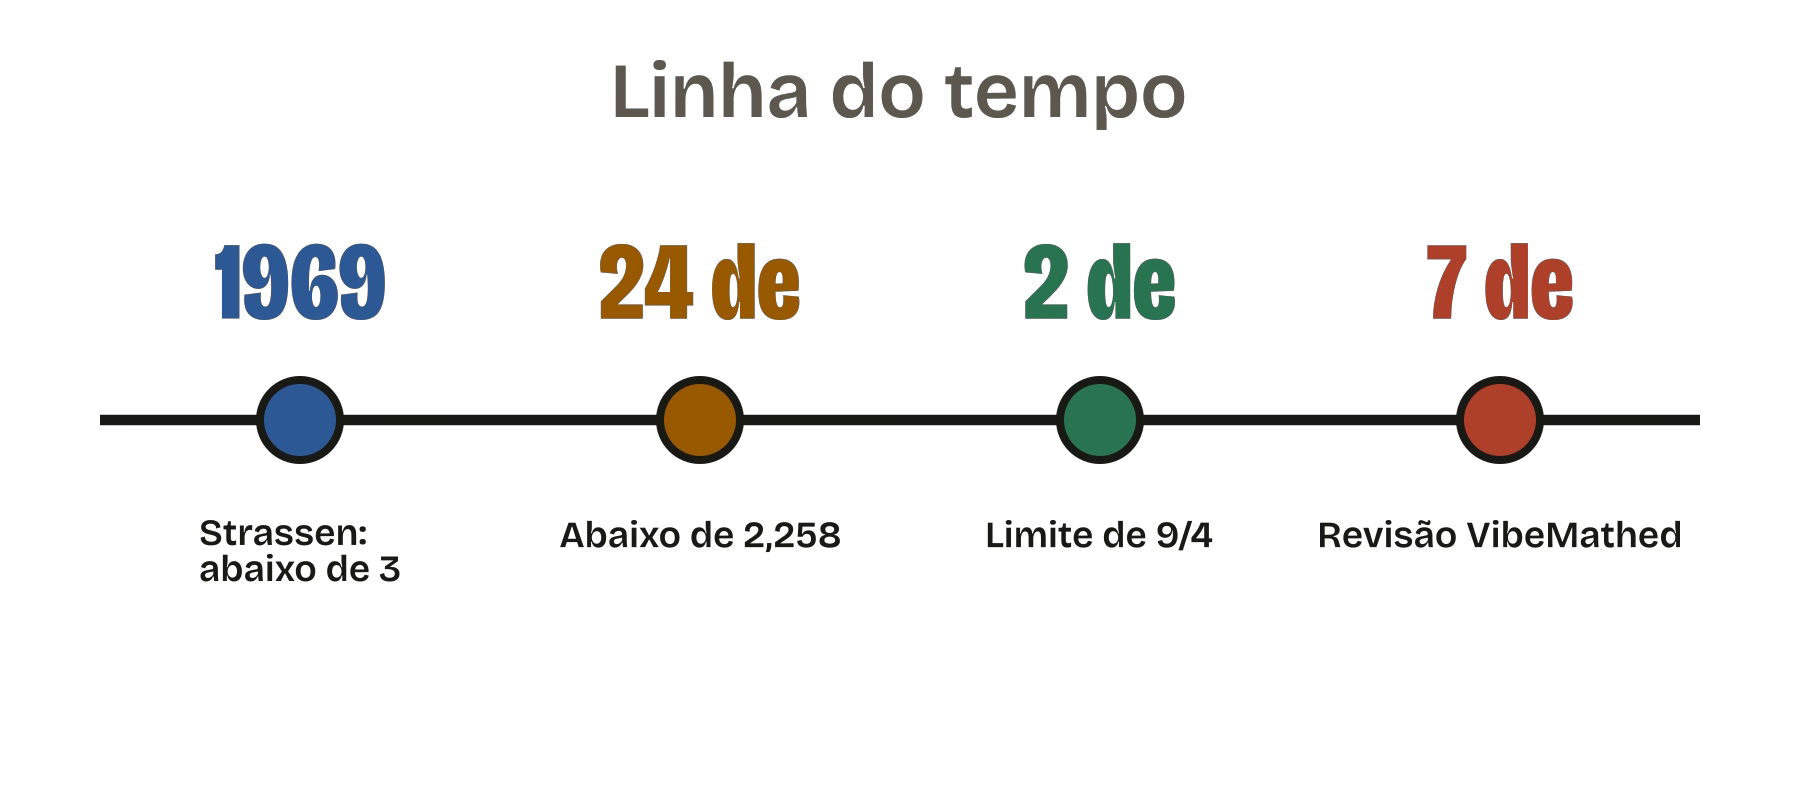 Linha do tempo
1969
24 de
2 de
7 de
Strassen:
abaixo de 3
Abaixo de 2,258
Limite de 9/4
Revisão VibeMathed